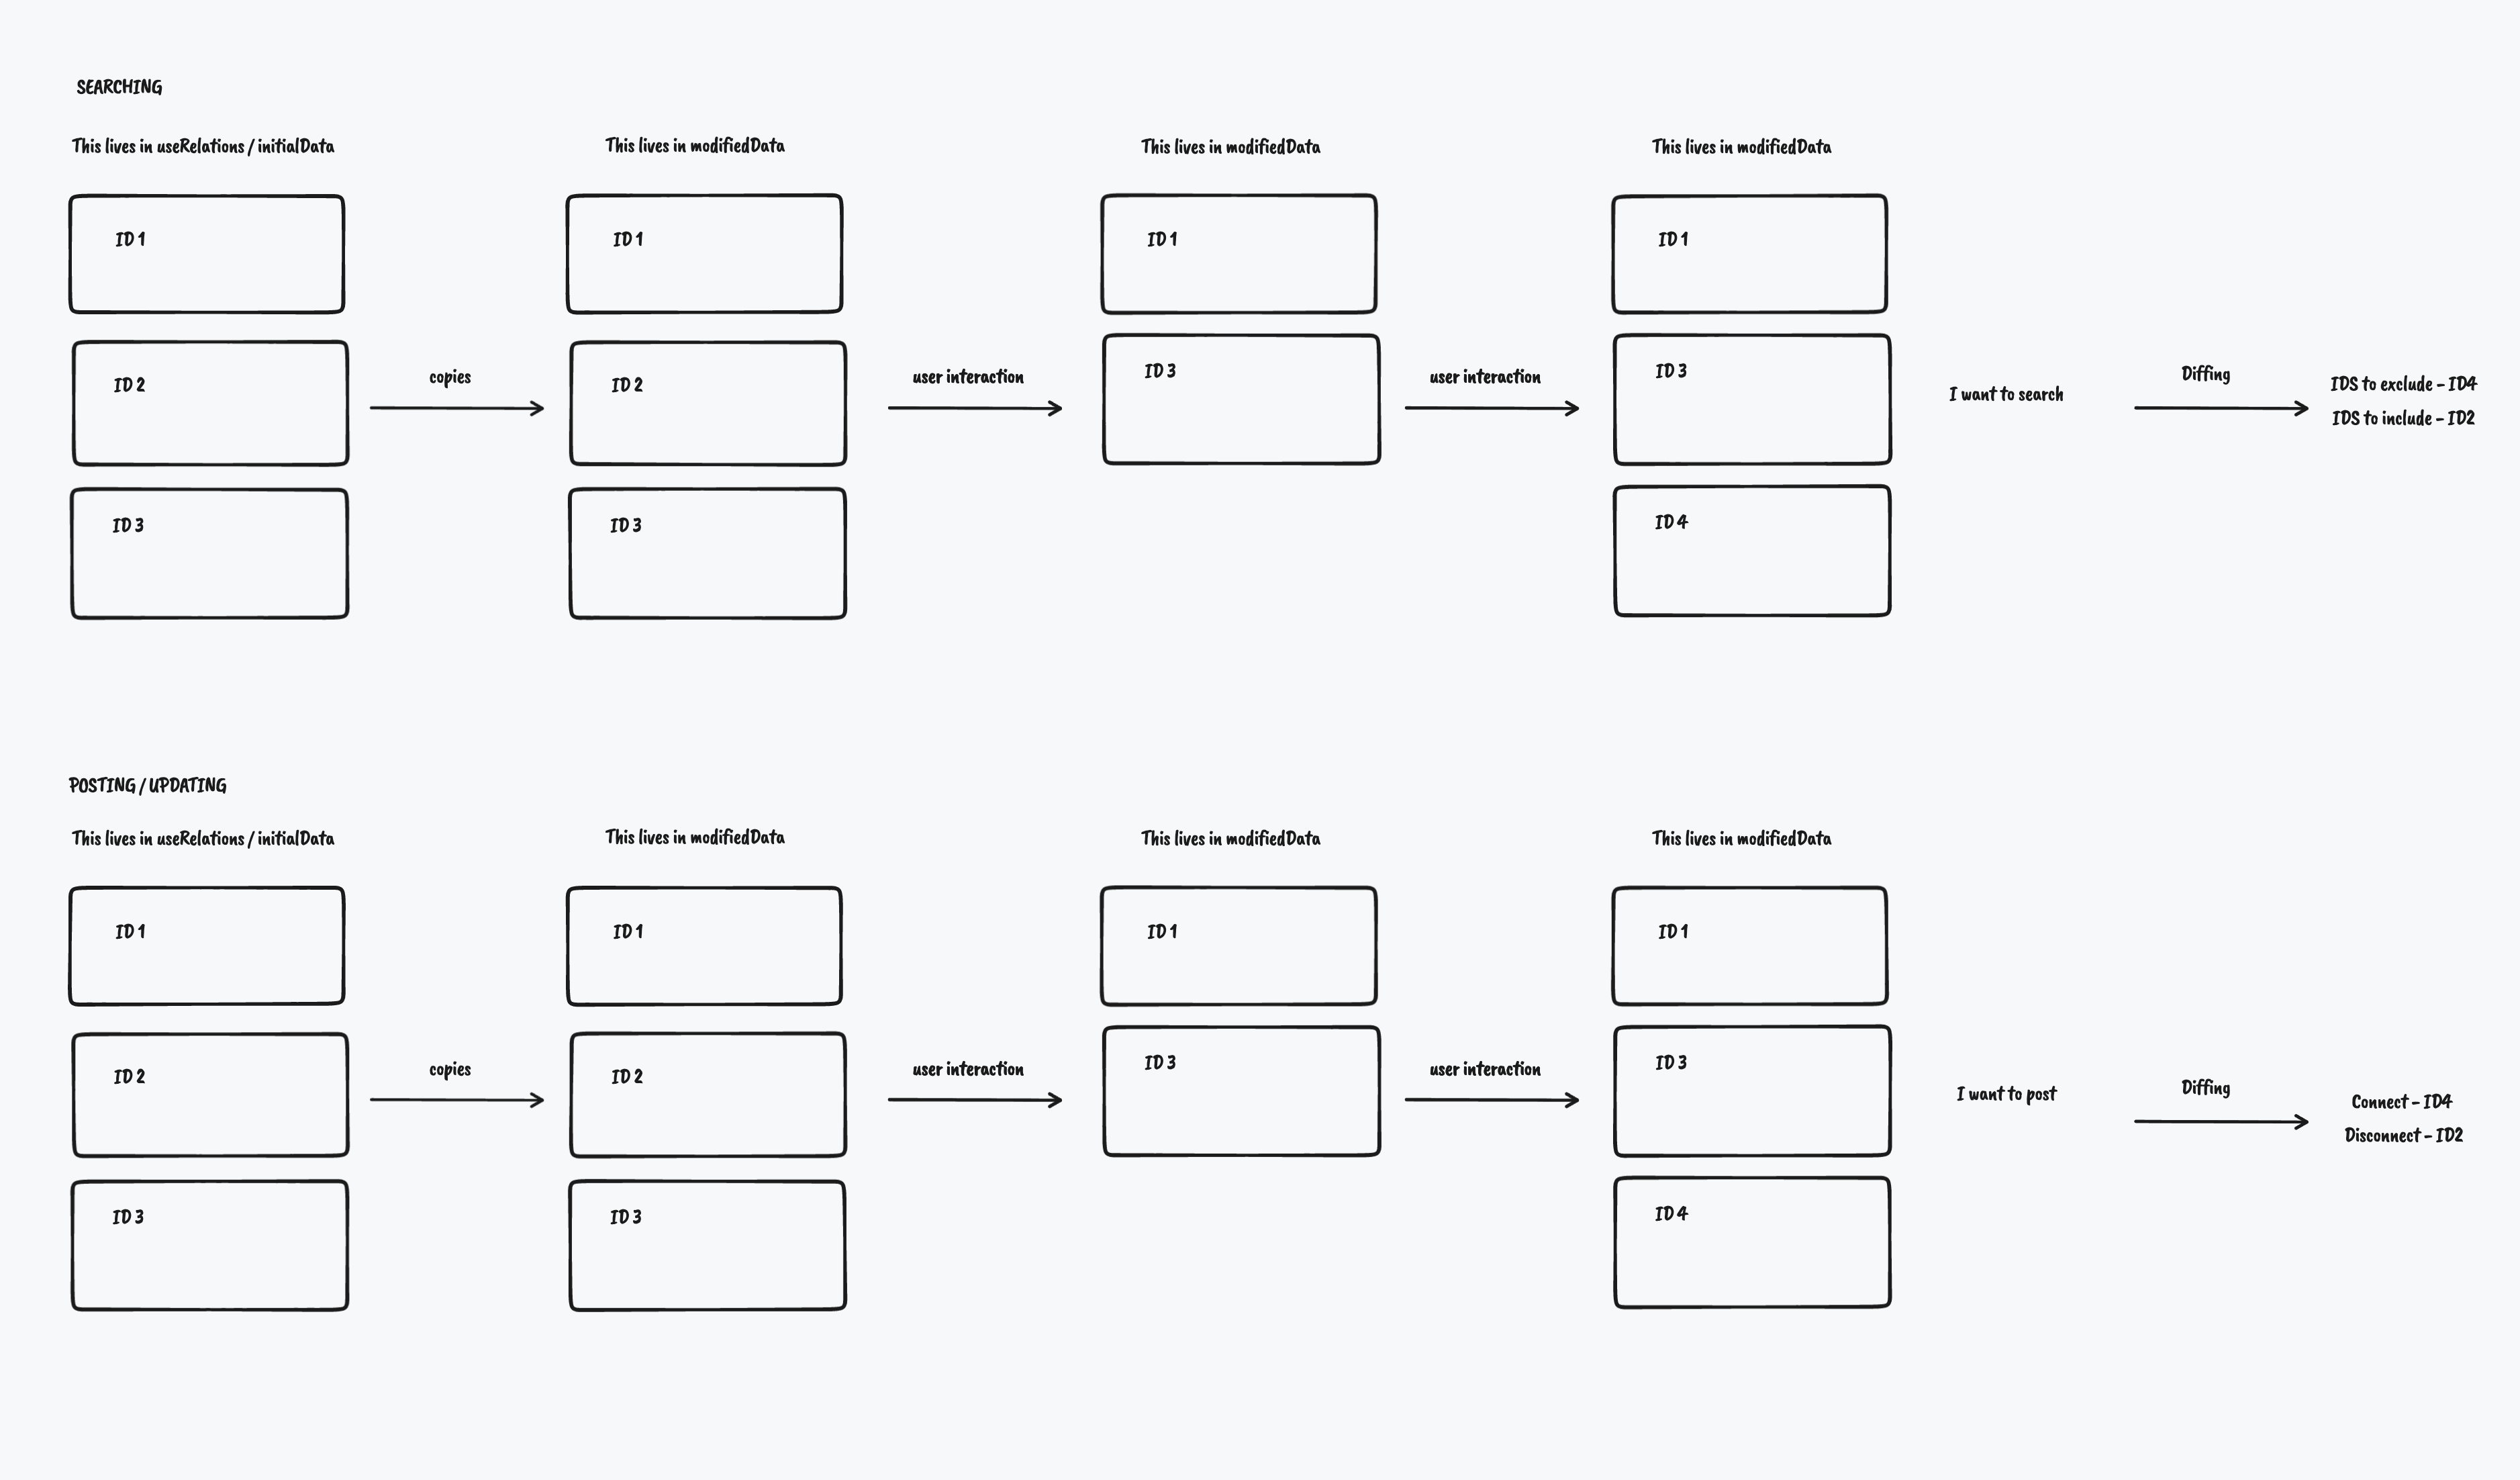 SEARCHING
This lives in useRelations / initialData
This lives in modifiedData
This lives in modifiedData
This lives in modifiedData
ID 1
ID 1
ID 1
ID 1
ID 2
copies
ID 2
user interaction
ID 3
user interaction
ID 3
I want to search
Diffing
IDS to exclude - ID4
IDS to include - ID2
ID 3
ID 3
ID 4
POSTING / UPDATING
This lives in useRelations / initialData
This lives in modifiedData
This lives in modifiedData
This lives in modifiedData
ID 1
ID 1
ID 1
ID 1
ID 2
copies
ID 2
user interaction
ID 3
user interaction
ID 3
I want to post
Diffing
Connect - ID4
Disconnect - ID2
ID 3
ID 3
ID 4